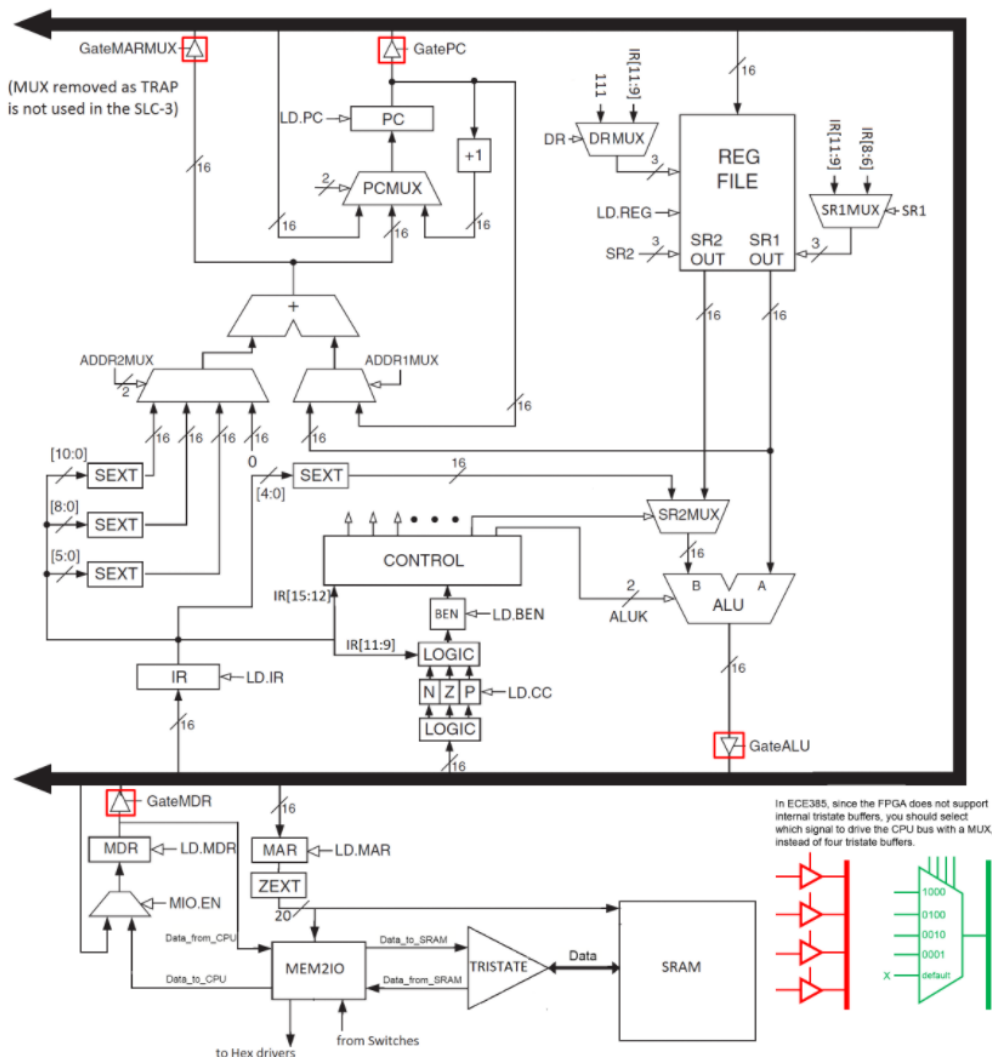 GateMARMUX
GatePC
(MUX removed as TRAP
is not used in the SLC-3)
16
LD.PC
PC
+1
2
PCMUX
16
16
16
16
111
IR[11:9]
DR
DRMUX
3
16
REG
FILE
IR[11:9]
IR[8:6]
SR1MUX
SR1
LD.REG
SR2
3
SR2
OUT
SR1
OUT
3
16
16
+
ADDR2MUX
2
ADDR1MUX
16
16
16
16
0
16
16
[10:0]
SEXT
[8:0]
SEXT
[5:0]
SEXT
[4:0]
SEXT
16
SR2MUX
16
CONTROL
IR[15:12]
BEN
LD.BEN
2
ALUK
B
A
ALU
IR[11:9]
LOGIC
N Z P
LD.CC
LOGIC
16
IR
LD.IR
16
16
GateALU
GateMDR
MDR
LD.MDR
MIO.EN
16
MAR
LD.MAR
ZEXT
20
Data_from_CPU
Data_to_CPU
MEM2IO
Data_to_SRAM
Data_from_SRAM
TRISTATE
Data
SRAM
to Hex drivers
from Switches
In ECE385, since the FPGA does not support
internal tristate buffers, you should select
which signal to drive the CPU bus with a MUX,
instead of four tristate buffers.
1000
0100
0010
0001
X
default